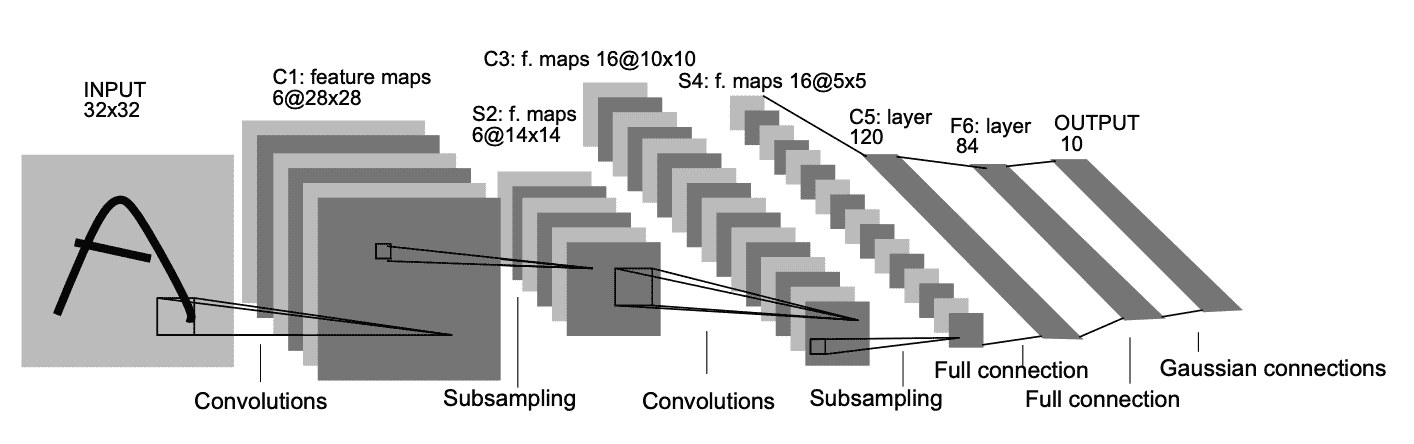 INPUT
32x32
C1: feature maps
6@28x28
S2: f. maps
6@14x14
C3: f. maps 16@10x10
S4: f. maps 16@5x5
C5: layer
120
F6: layer
84
OUTPUT
10
Convolutions
Subsampling
Convolutions
Subsampling
Full connection
Full connection
Gaussian connections